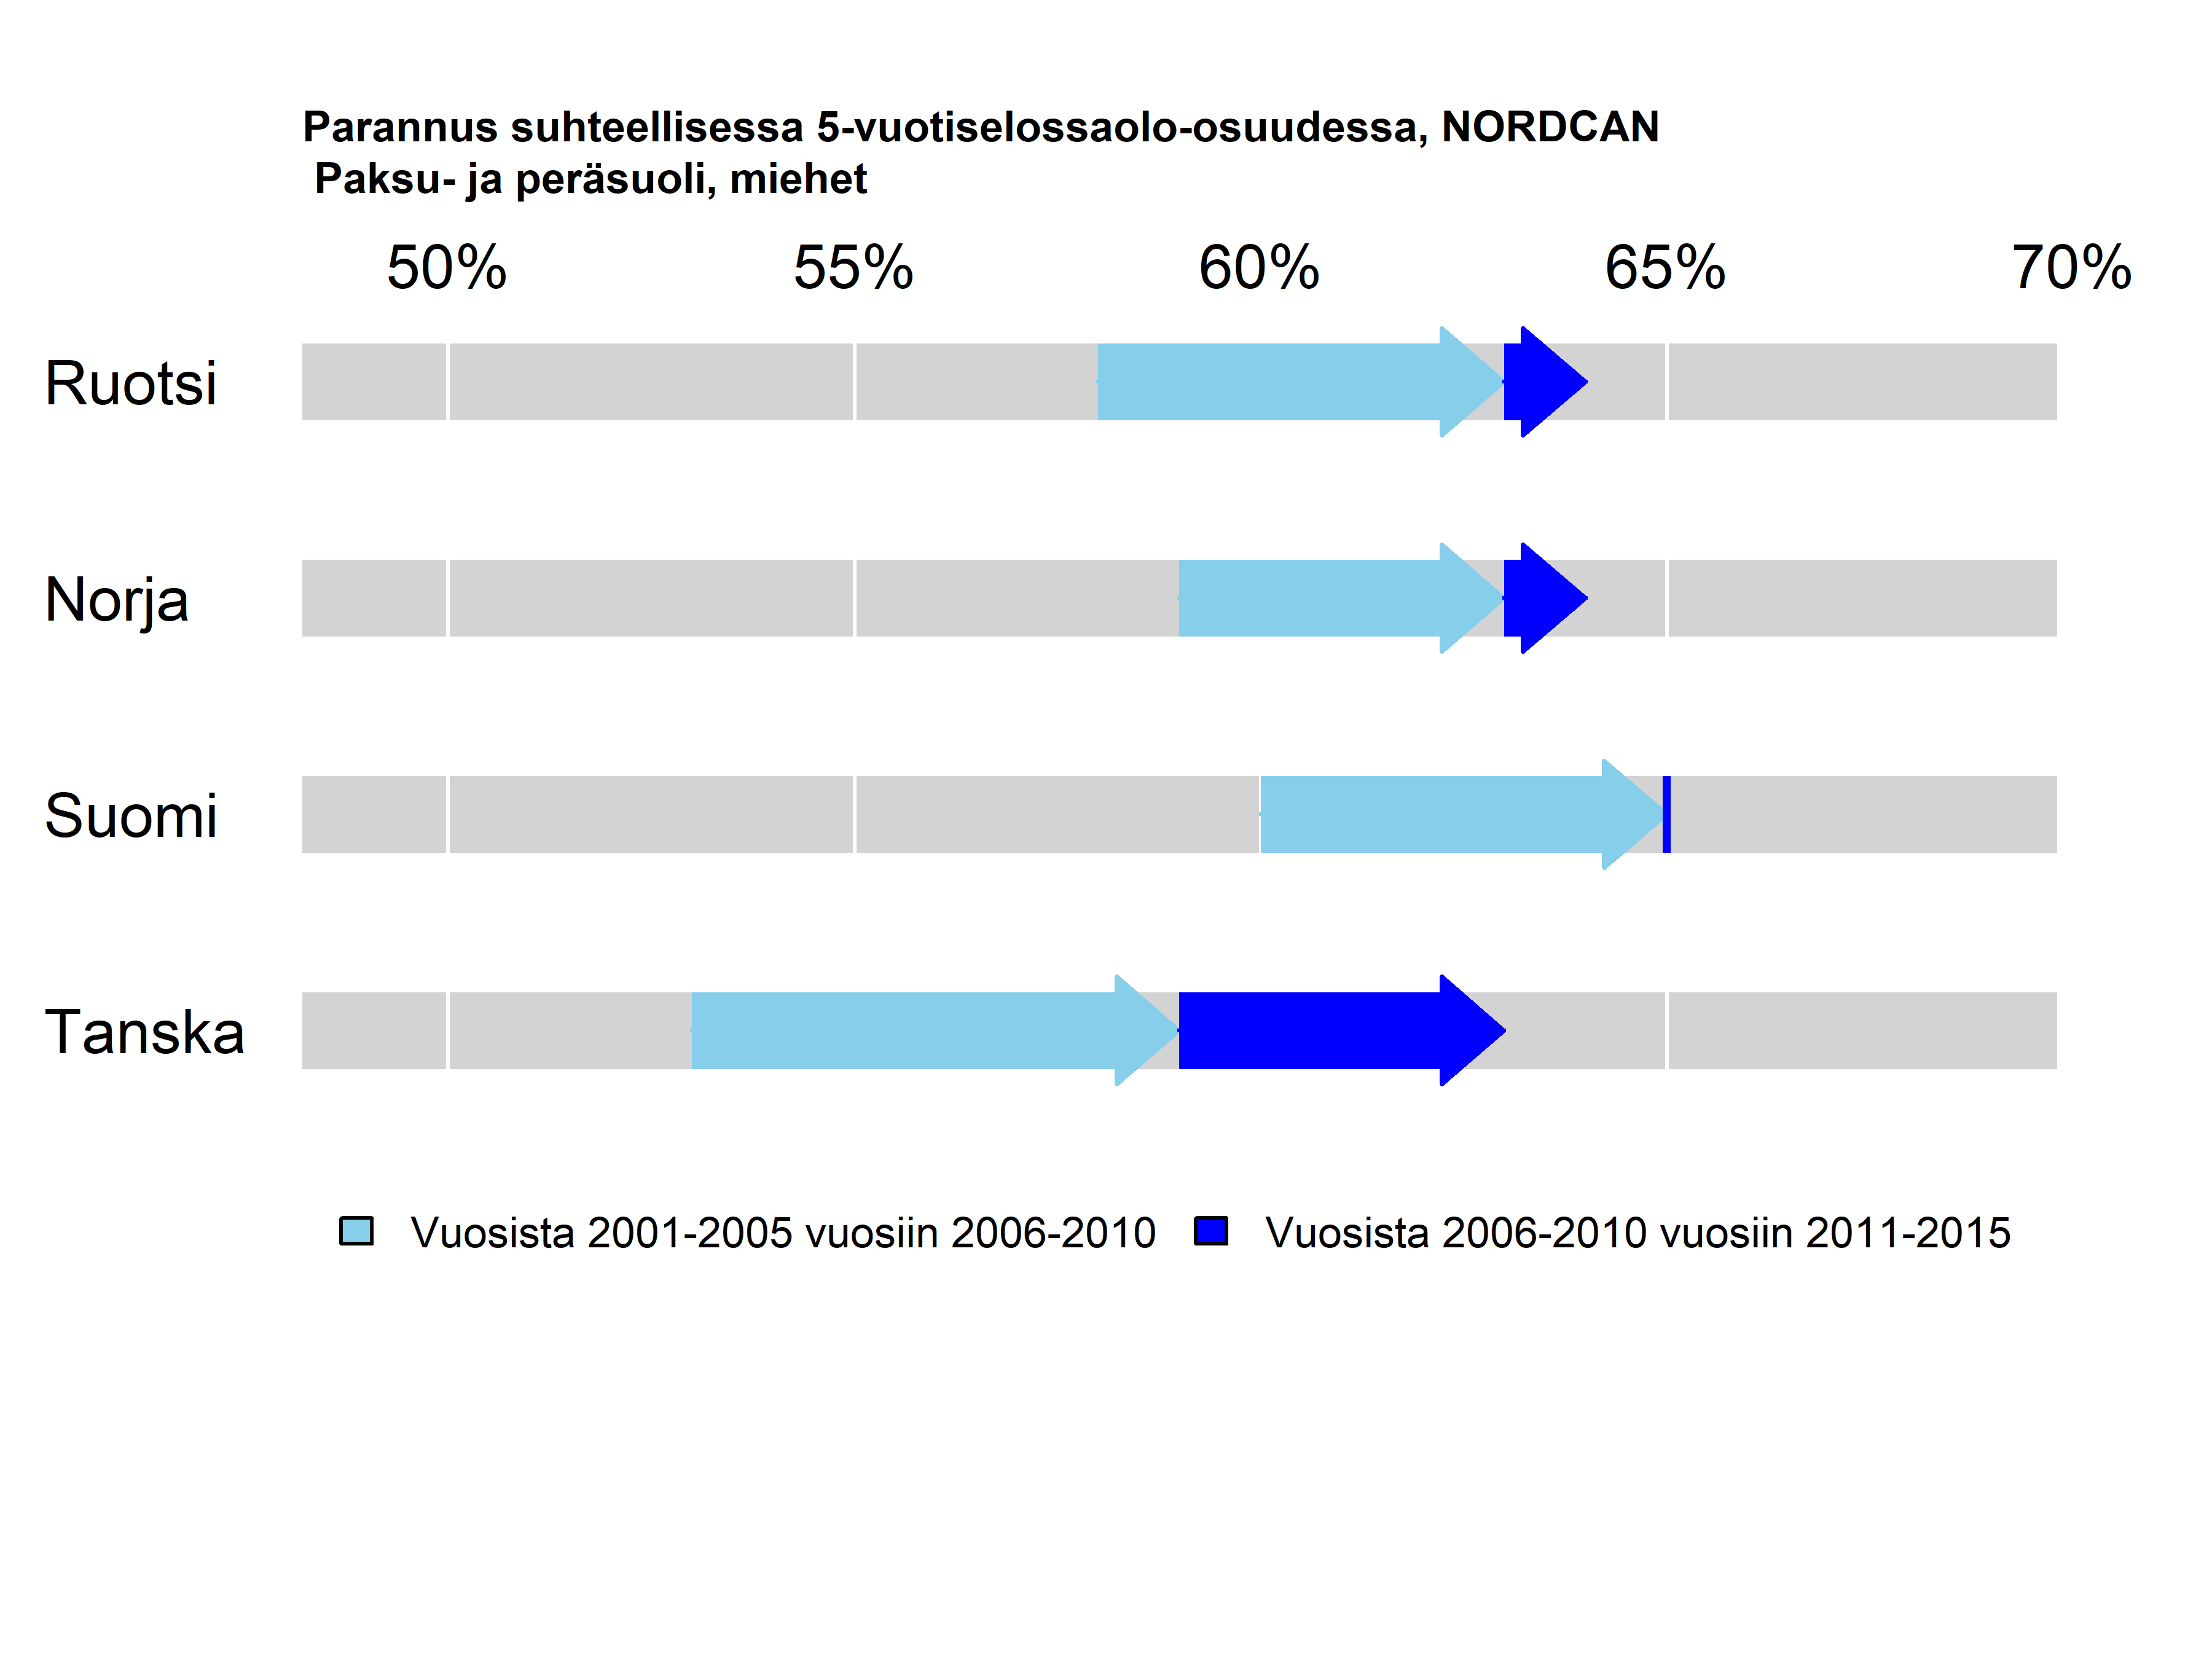 Parannus suhteellisessa 5-vuotiselossaolo-osuudessa, NORDCAN
Paksu- ja peräsuoli, miehet
50% 55% 60% 65% 70%
Ruotsi
Norja
Suomi
Tanska
Vuosista 2001-2005 vuosiin 2006-2010 Vuosista 2006-2010 vuosiin 2011-2015